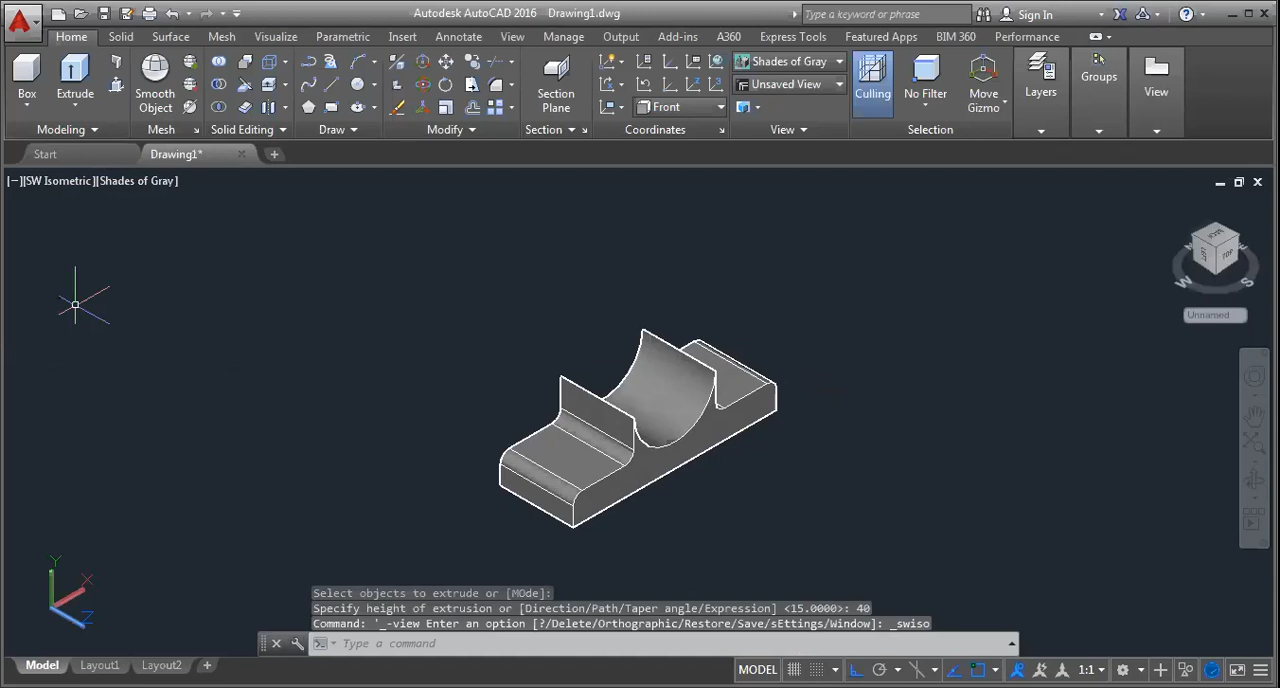 Autodesk AutoCAD 2016 Drawing1.dwg
Type a keyword or phrase
Sign In
Home Solid Surface Mesh Visualize Parametric Insert Annotate View Manage Output Add-ins A360 Express Tools Featured Apps BIM 360 Performance
Box
Extrude
Smooth
Object
Section
Plane
Front
Shades of Gray
Unsaved View
Culling
No Filter
Move
Gizmo
Layers
Groups
View
Modeling Mesh Solid Editing Draw Modify Section Coordinates View Selection
Start
Drawing1*
[−][SW Isometric][Shades of Gray]
LEFT
TOP
W
S
Unnamed
Y
X
Z
Select objects to extrude or [MOde]:
Specify height of extrusion or [Direction/Path/Taper angle/Expression] <15.0000>: 40
Command: '_-view Enter an option [?/Delete/Orthographic/Restore/Save/sEttings/Window]: _swiso
Type a command
Model Layout1 Layout2
MODEL
1:1